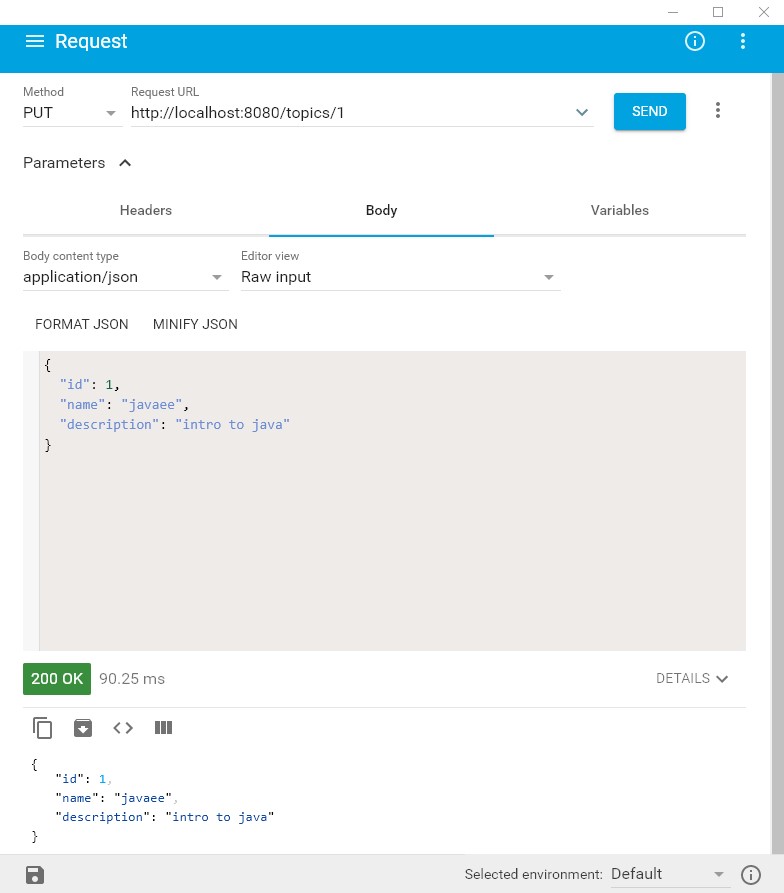 Request
Method
Request URL
PUT
http://localhost:8080/topics/1
SEND
Parameters
Headers
Body
Variables
Body content type
Editor view
application/json
Raw input
FORMAT JSON
MINIFY JSON
{
"id": 1,
"name": "javaee",
"description": "intro to java"
}
200 OK
90.25 ms
DETAILS
{
"id": 1,
"name": "javaee",
"description": "intro to java"
}
Selected environment:
Default